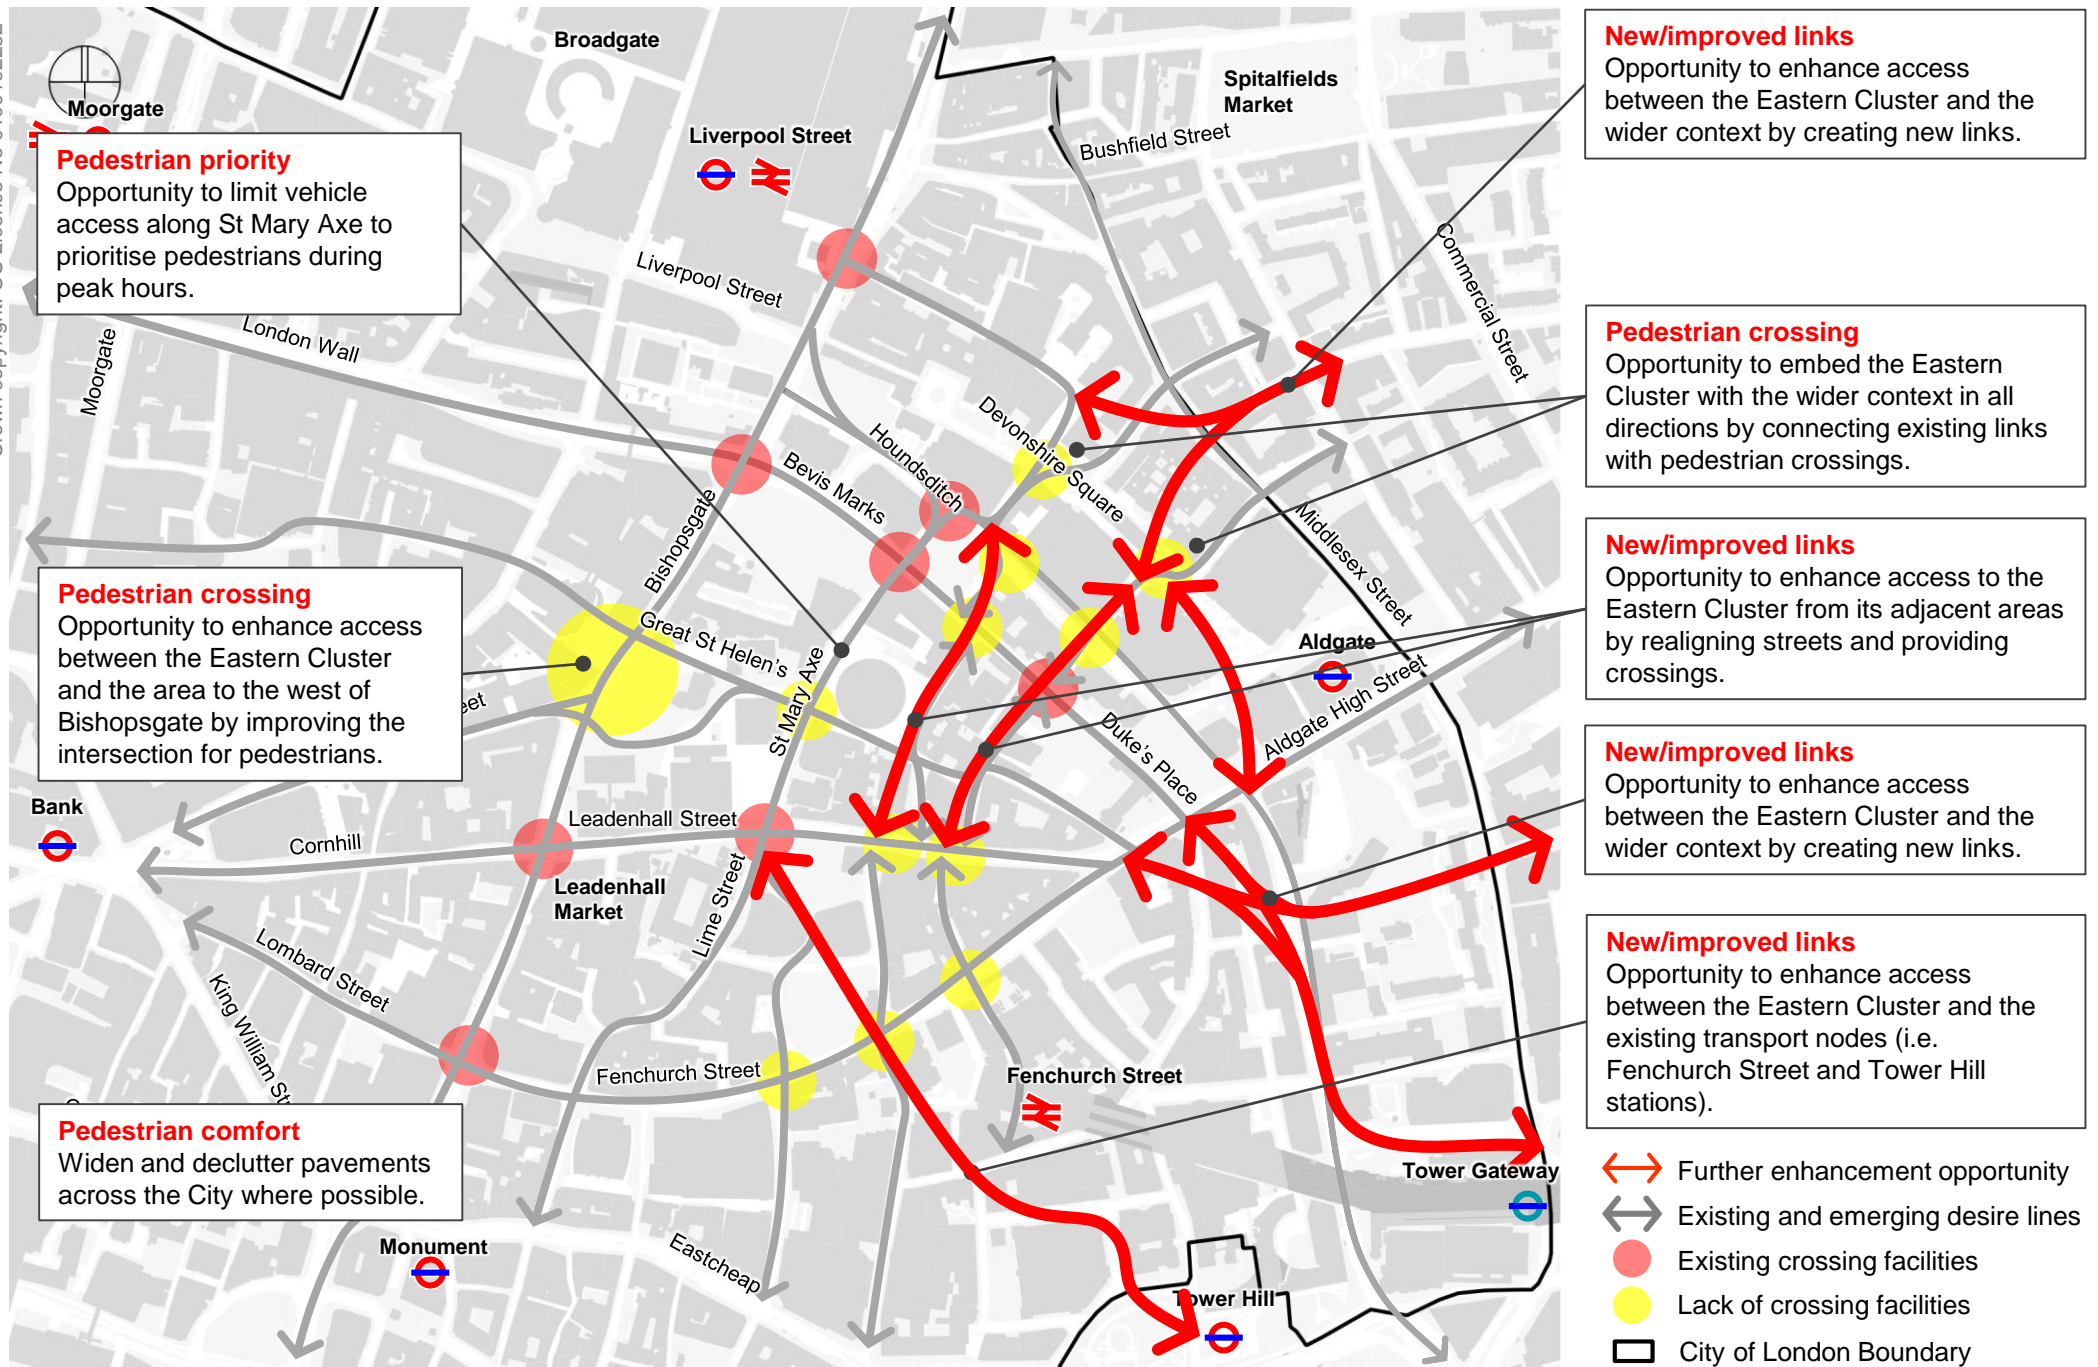 Broadgate
Moorgate
Liverpool Street
Spitalfields
Market
Bushfield Street
Commercial Street
Pedestrian priority
Opportunity to limit vehicle
access along St Mary Axe to
prioritise pedestrians during
peak hours.
Liverpool Street
London Wall
Moorgate
Devonshire Square
Houndsditch
Bevis Marks
Bishopsgate
Middlesex Street
Pedestrian crossing
Opportunity to enhance access
between the Eastern Cluster
and the area to the west of
Bishopsgate by improving the
intersection for pedestrians.
Great St Helen's
St Mary Axe
Aldgate
Aldgate High Street
Duke's Place
Bank
Cornhill
Leadenhall Street
Leadenhall
Market
Lime Street
Lombard Street
King William
Fenchurch Street
Fenchurch Street
Pedestrian comfort
Widen and declutter pavements
across the City where possible.
Monument
Eastcheap
Tower Hill
Tower Gateway
New/improved links
Opportunity to enhance access
between the Eastern Cluster and the
wider context by creating new links.
Pedestrian crossing
Opportunity to embed the Eastern
Cluster with the wider context in all
directions by connecting existing links
with pedestrian crossings.
New/improved links
Opportunity to enhance access to the
Eastern Cluster from its adjacent areas
by realigning streets and providing
crossings.
New/improved links
Opportunity to enhance access
between the Eastern Cluster and the
wider context by creating new links.
New/improved links
Opportunity to enhance access
between the Eastern Cluster and the
existing transport nodes (i.e.
Fenchurch Street and Tower Hill
stations).
Further enhancement opportunity
Existing and emerging desire lines
Existing crossing facilities
Lack of crossing facilities
City of London Boundary